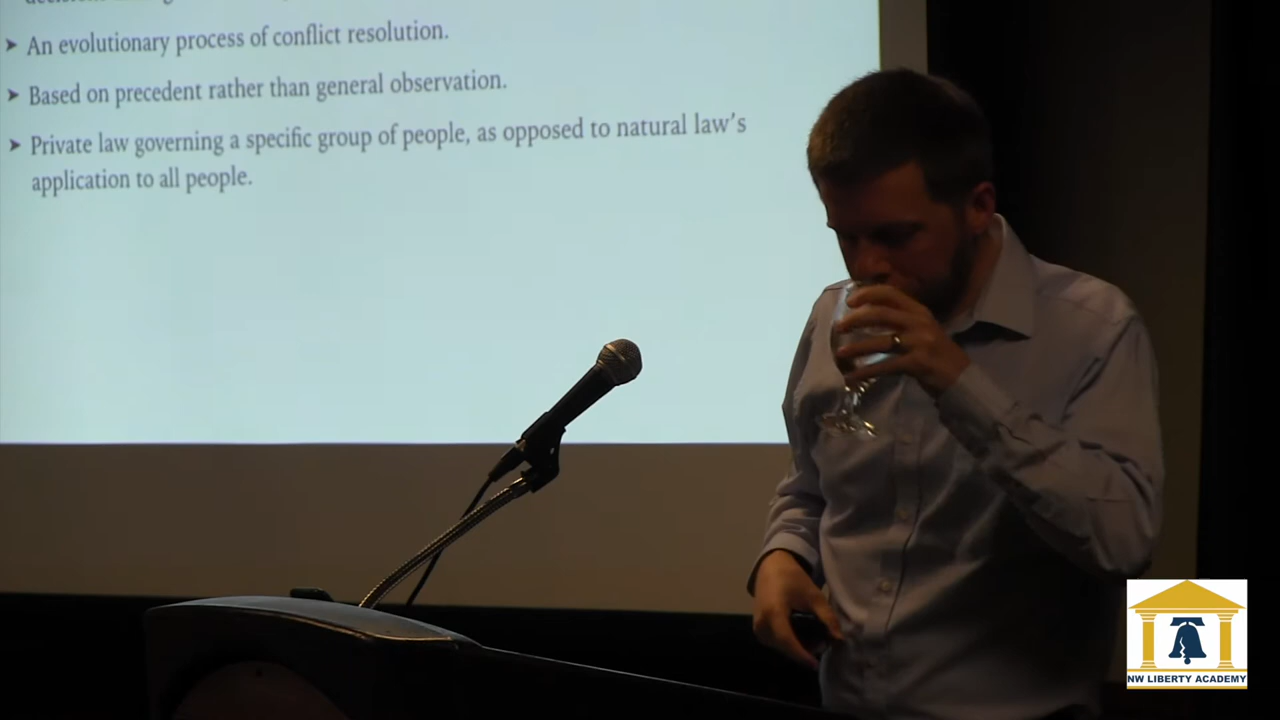 ➤ An evolutionary process of conflict resolution.
➤ Based on precedent rather than general observation.
➤ Private law governing a specific group of people, as opposed to natural law's
application to all people.
NW LIBERTY ACADEMY